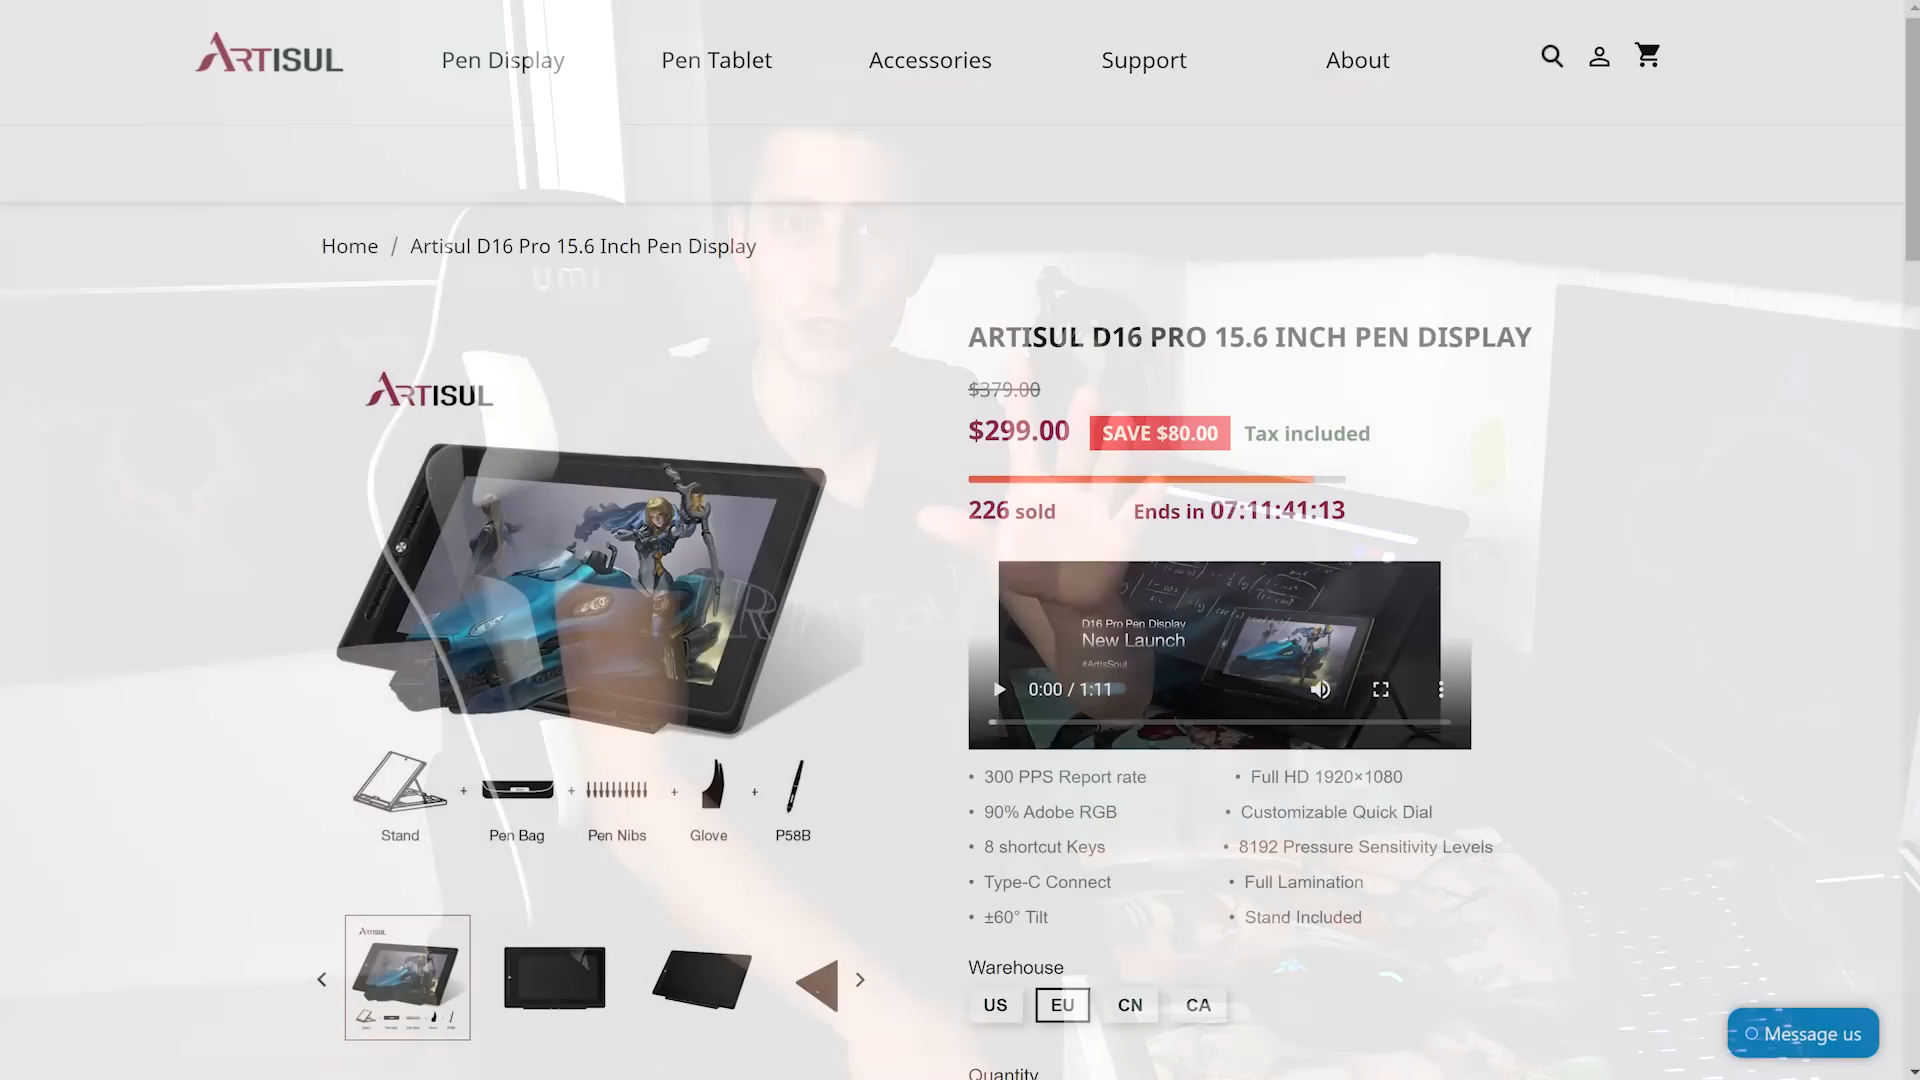 ARTISUL
Pen Display
Pen Tablet
Accessories
Support
About
Home / Artisul D16 Pro 15.6 Inch Pen Display
umi
ARTISUL
ARTISUL D16 PRO 15.6 INCH PEN DISPLAY
$379.00
$299.00 SAVE $80.00 Tax included
226 sold Ends in 07:11:41:13
D16 Pro Pen Display
New Launch
#ArtisSoul
0:00 / 1:11
• 300 PPS Report rate • Full HD 1920×1080
• 90% Adobe RGB • Customizable Quick Dial
• 8 shortcut Keys • 8192 Pressure Sensitivity Levels
• Type-C Connect • Full Lamination
• ±60° Tilt • Stand Included
Stand + Pen Bag + Pen Nibs + Glove + P58B
ARTISUL
Warehouse
US EU CN CA
Quantity
Message us